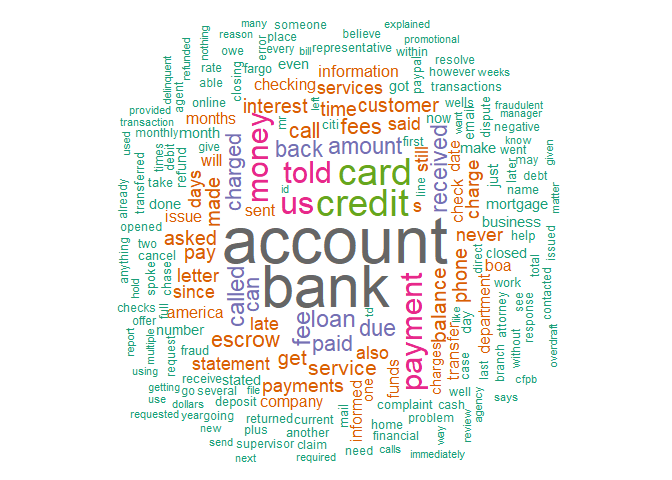 many
someone
explained
reason
place
believe
promotional
nothing
refunded
owe
error
every
bill
representative
within
resolve
delinquent
rate
able
closing
fargo
even
information
paypal
however
weeks
agent
online
checking
services
got
transactions
provided
transaction
months
interest
time
customer
now
wells
emails
want
dispute
fraudulent
manager
negative
used
monthly
month
charged
money
mr
citi
left
call
fees
said
first
still
check
date
make
know
already
transferred
times
debit
refund
give
will
back
amount
received
charge
just
went
later
may
given
take
days
made
told
card
line
debt
name
opened
done
sent
id
us
credit
s
mortgage
matter
anything
two
issue
asked
account
never
business
cancel
spoke
pay
bank
phone
boa
closed
help
issued
hold
chase
letter
called
can
balance
department
direct
work
total
contacted
checks
full
since
fee
loan
due
payment
transfer
like
day
attorney
see
response
offer
america
late
paid
td
charges
case
branch
without
overdraft
report
multiple
number
escrow
also
request
fraud
statement
get
service
funds
last
cfpb
using
receive
stated
payments
one
well
getting
go
several
file
company
informed
complaint
cash
agency
says
use
dollars
deposit
mail
problem
way
review
requested
year
going
returned
current
home
financial
new
plus
another
send
supervisor
claim
need
calls
immediately
next
required